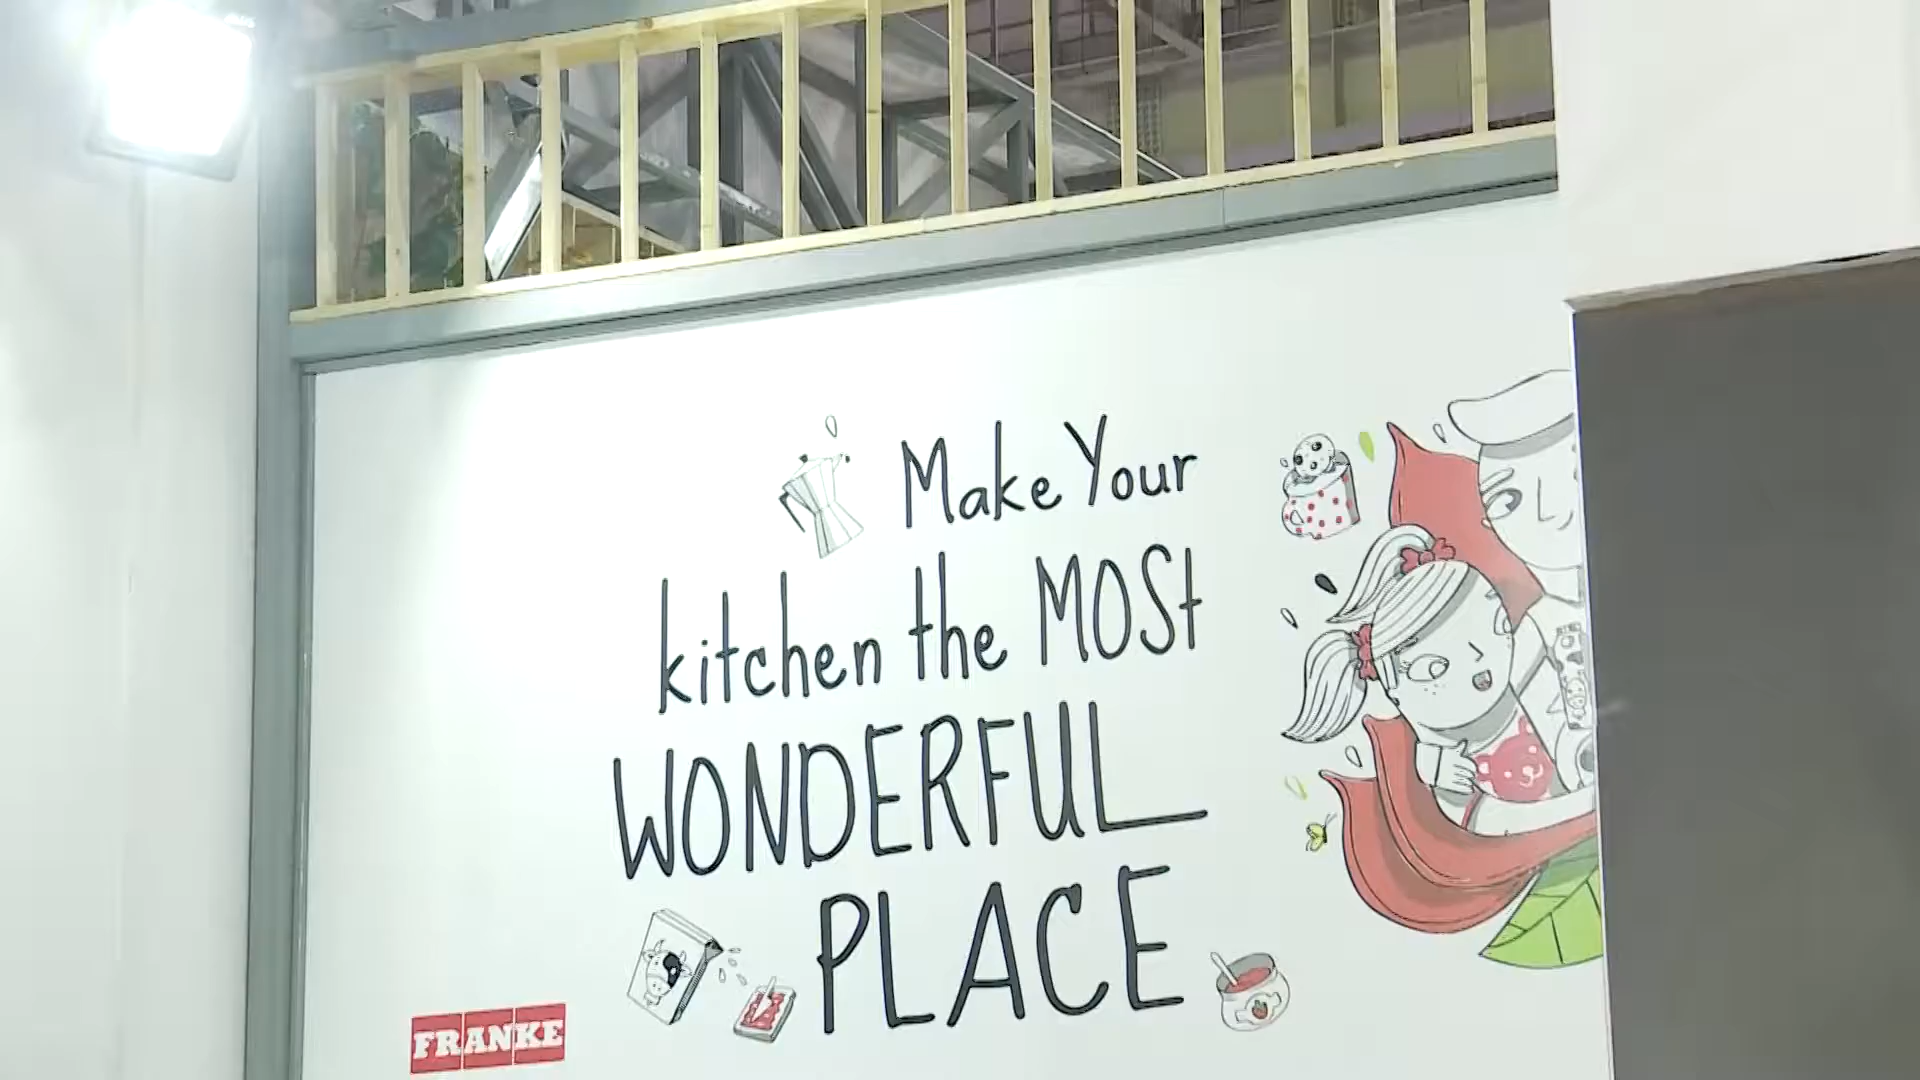 Make Your
kitchen the MOSt
WONDERFUL
PLACE
FRANKE